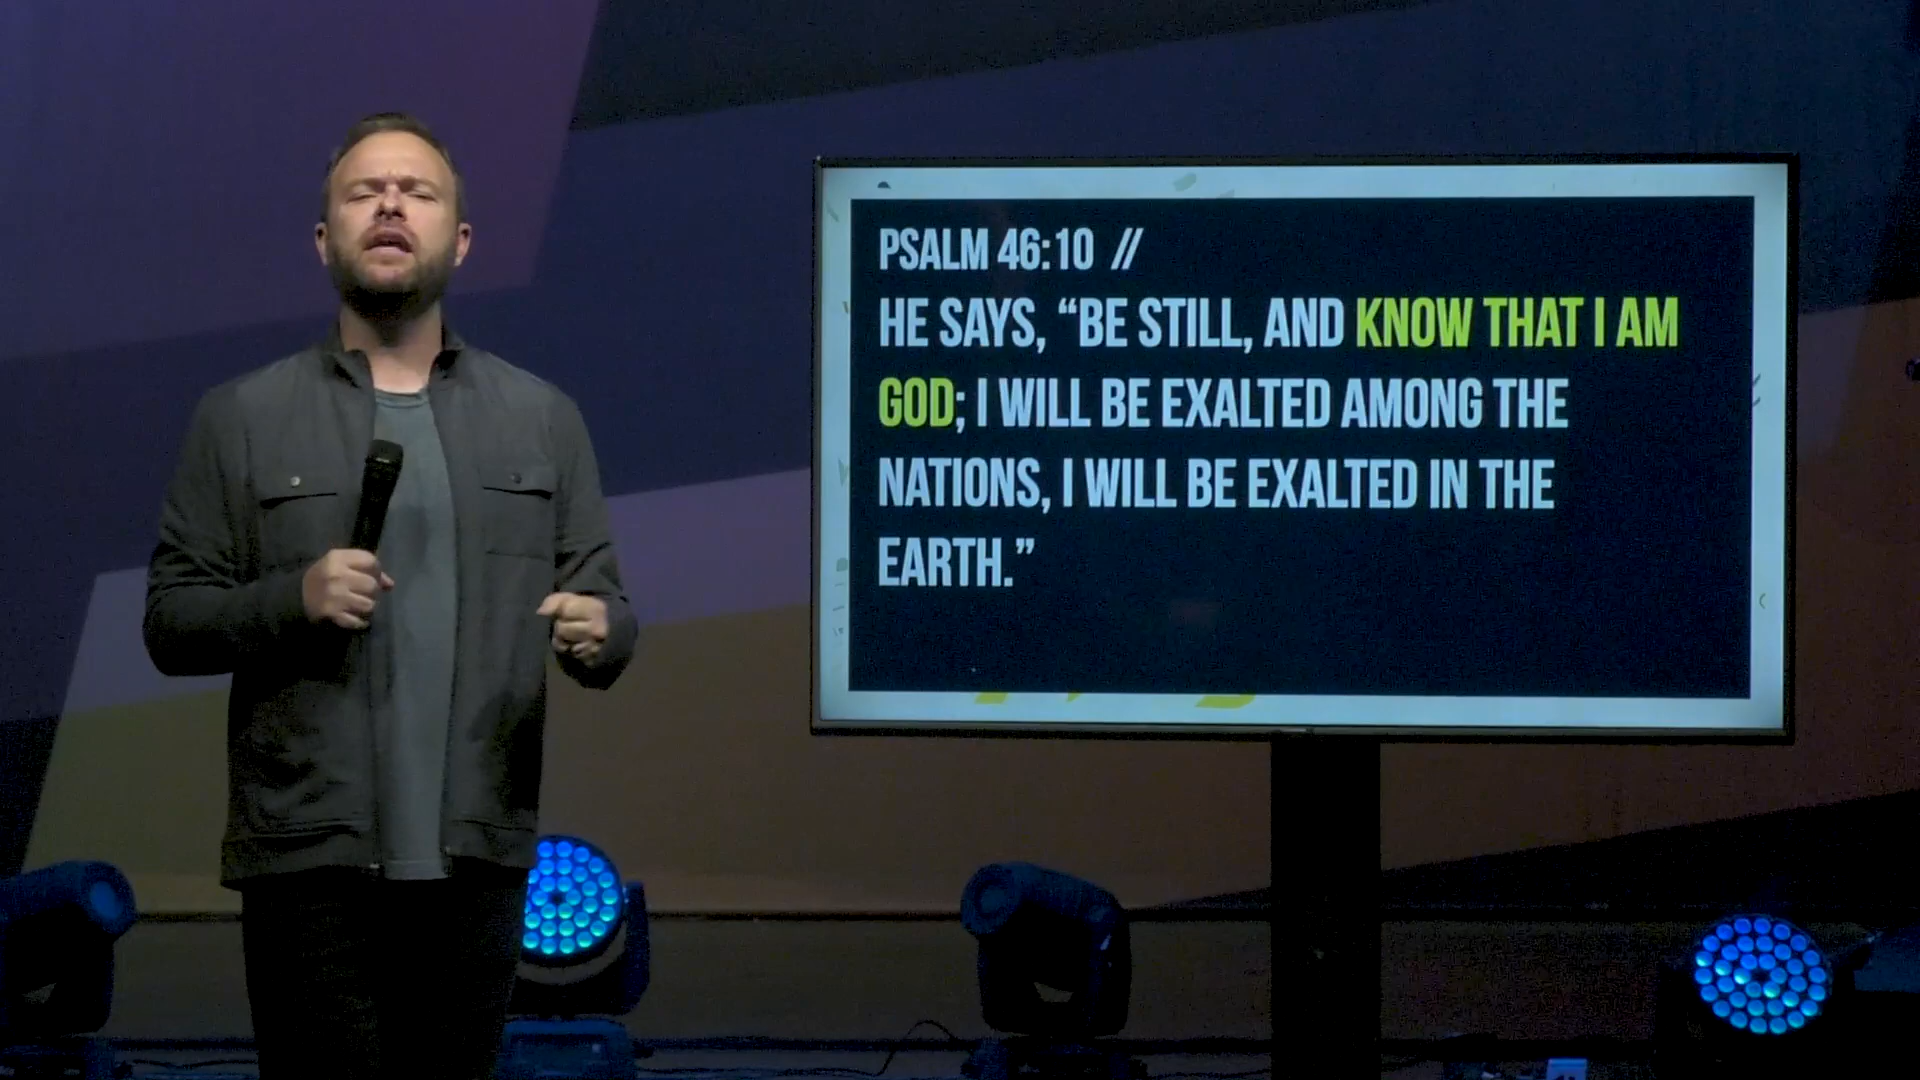 PSALM 46:10 //
HE SAYS, “BE STILL, AND KNOW THAT I AM
GOD; I WILL BE EXALTED AMONG THE
NATIONS, I WILL BE EXALTED IN THE
EARTH.”